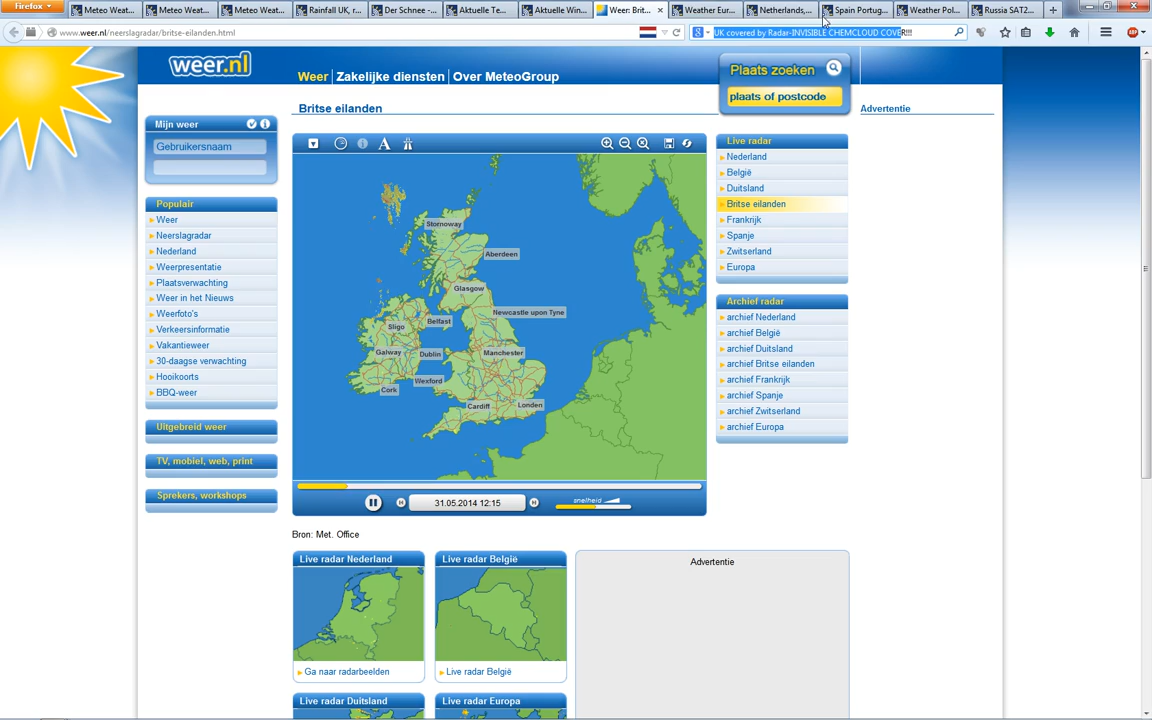 Firefox
Meteo Weat...
Meteo Weat...
Meteo Weat...
Rainfall UK, r...
Der Schnee -...
Aktuelle Te...
Aktuelle Win...
Weer: Brit...
Weather Eur...
Netherlands,...
Spain Portug...
Weather Pol...
Russia SAT2...
www.weer.nl/neerslagradar/britse-eilanden.html
UK covered by Radar-INVISIBLE CHEMCLOUD COVER!!!
weer.nl
Weer
Zakelijke diensten
Over MeteoGroup
Plaats zoeken
plaats of postcode
Britse eilanden
Advertentie
Mijn weer
Gebruikersnaam
Populair
Weer
Neerslagradar
Nederland
Weerpresentatie
Plaatsverwachting
Weer in het Nieuws
Weerfoto's
Verkeersinformatie
Vakantieweer
30-daagse verwachting
Hooikoorts
BBQ-weer
Uitgebreid weer
TV, mobiel, web, print
Sprekers, workshops
A
Stornoway
Aberdeen
Glasgow
Newcastle upon Tyne
Belfast
Sligo
Galway
Dublin
Manchester
Wexford
Cork
Cardiff
Londen
31.05.2014 12:15
snelheid
Bron: Met. Office
Live radar
Nederland
België
Duitsland
Britse eilanden
Frankrijk
Spanje
Zwitserland
Europa
Archief radar
archief Nederland
archief België
archief Duitsland
archief Britse eilanden
archief Frankrijk
archief Spanje
archief Zwitserland
archief Europa
Live radar Nederland
Ga naar radarbeelden
Live radar België
Live radar België
Advertentie
Live radar Duitsland
Live radar Europa